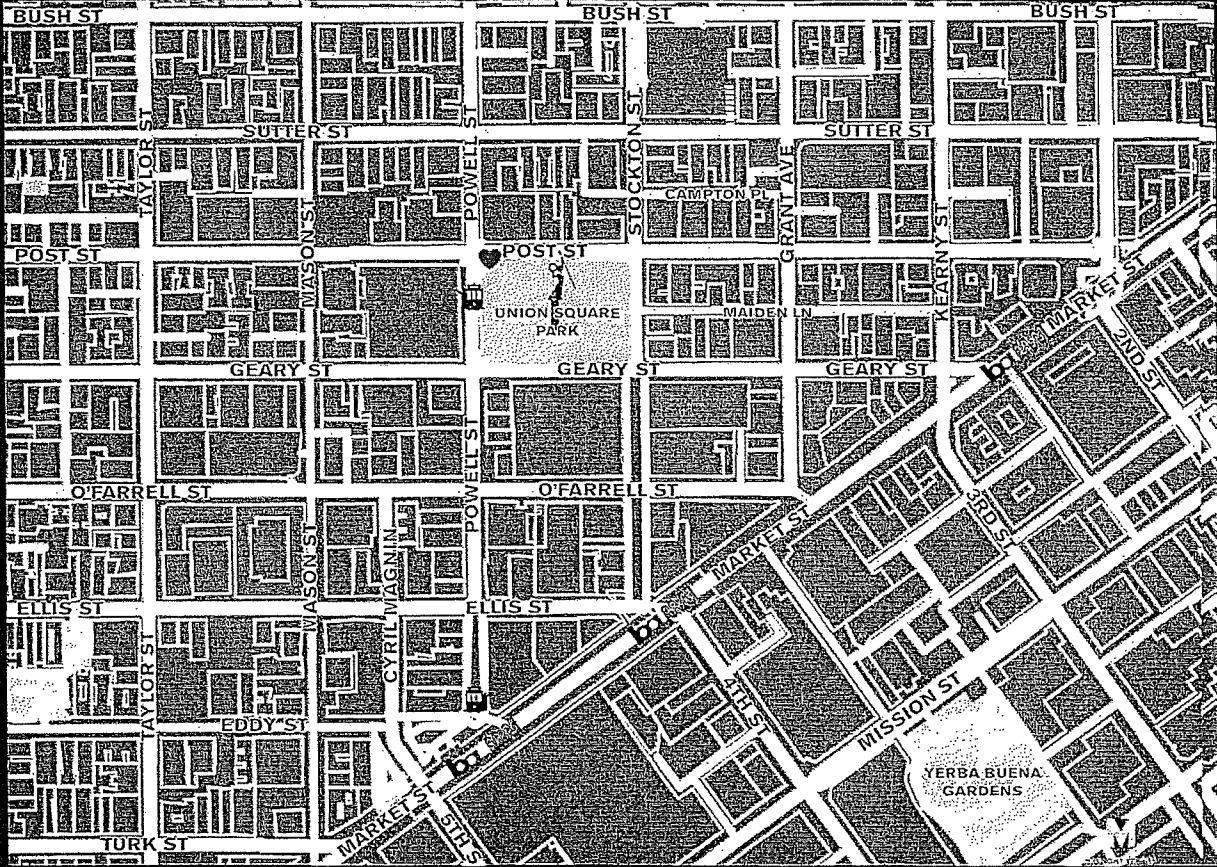 BUSH ST
BUSH ST
BUSH ST
SUTTER ST
SUTTER ST
TAYLOR ST
POWELL ST
STOCKTON ST
CAMPTON PL
GRANT AVE
MASON ST
KEARNY ST
POST ST
POST ST
MARKET ST
UNION SQUARE
PARK
MAIDEN LN
2ND ST
GEARY ST
GEARY ST
GEARY ST
ba
POWELL ST
O'FARRELL ST
O'FARRELL ST
3RD ST
MARKET ST
MASON ST
CYRIL MAGNIN
ELLIS ST
ELLIS ST
ba
TAYLOR ST
4TH ST
MISSION ST
EDDY ST
ba
YERBA BUENA
GARDENS
MARKET ST
5TH S
TURK ST